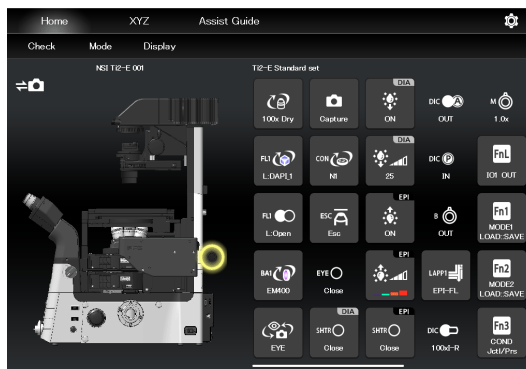 Home XYZ Assist Guide
Check Mode Display
NSI Ti2-E 001
Ti2-E Standard set
100x Dry
Capture
DIA
ON
DIC A
OUT
M
1.0x
FL1
L:DAPI_1
CON
N1
DIA
25
DIC P
IN
FnL
IO1 OUT
FL1
L:Open
ESC
Esc
EPI
ON
B
OUT
Fn1
MODE1
LOAD:SAVE
BA1
EM400
EYE
Close
EPI
LAPP1
EPI-FL
Fn2
MODE2
LOAD:SAVE
EYE
DIA
SHTR
Close
EPI
SHTR
Close
DIC
100xI-R
Fn3
COND
Jctl/Prs